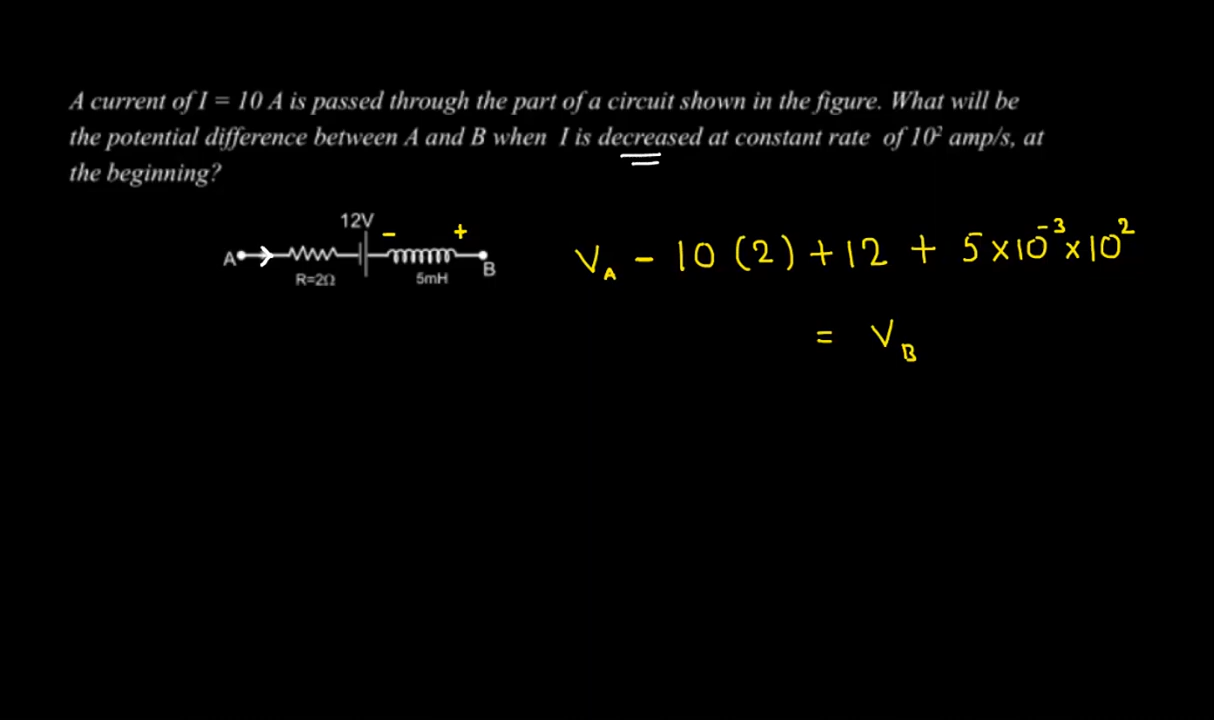 A current of I = 10 A is passed through the part of a circuit shown in the figure. What will be
the potential difference between A and B when I is decreased at constant rate of 10² amp/s, at
the beginning?
12V
- +
A
B
R=2Ω
5mH
V_A - 10 (2) + 12 + 5 x 10⁻³ x 10²
= V_B